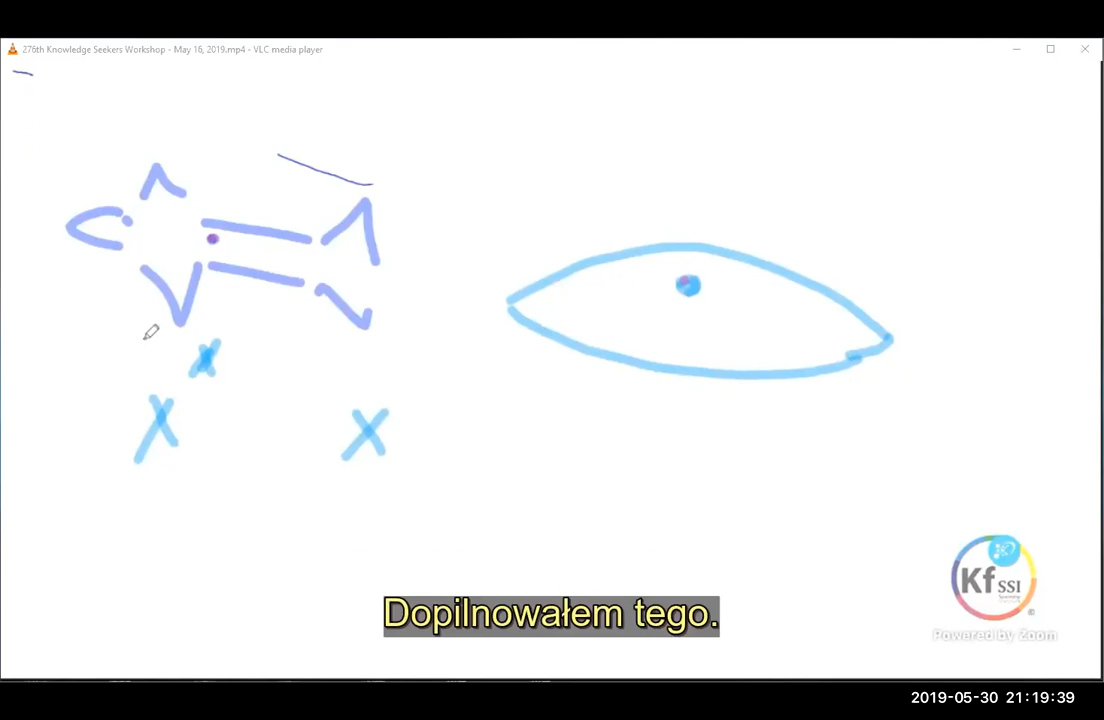 276th Knowledge Seekers Workshop - May 16, 2019.mp4 - VLC media player
X
X
X
Dopilnowałem tego.
Kf SSI
Powered by Zoom
2019-05-30 21:19:39